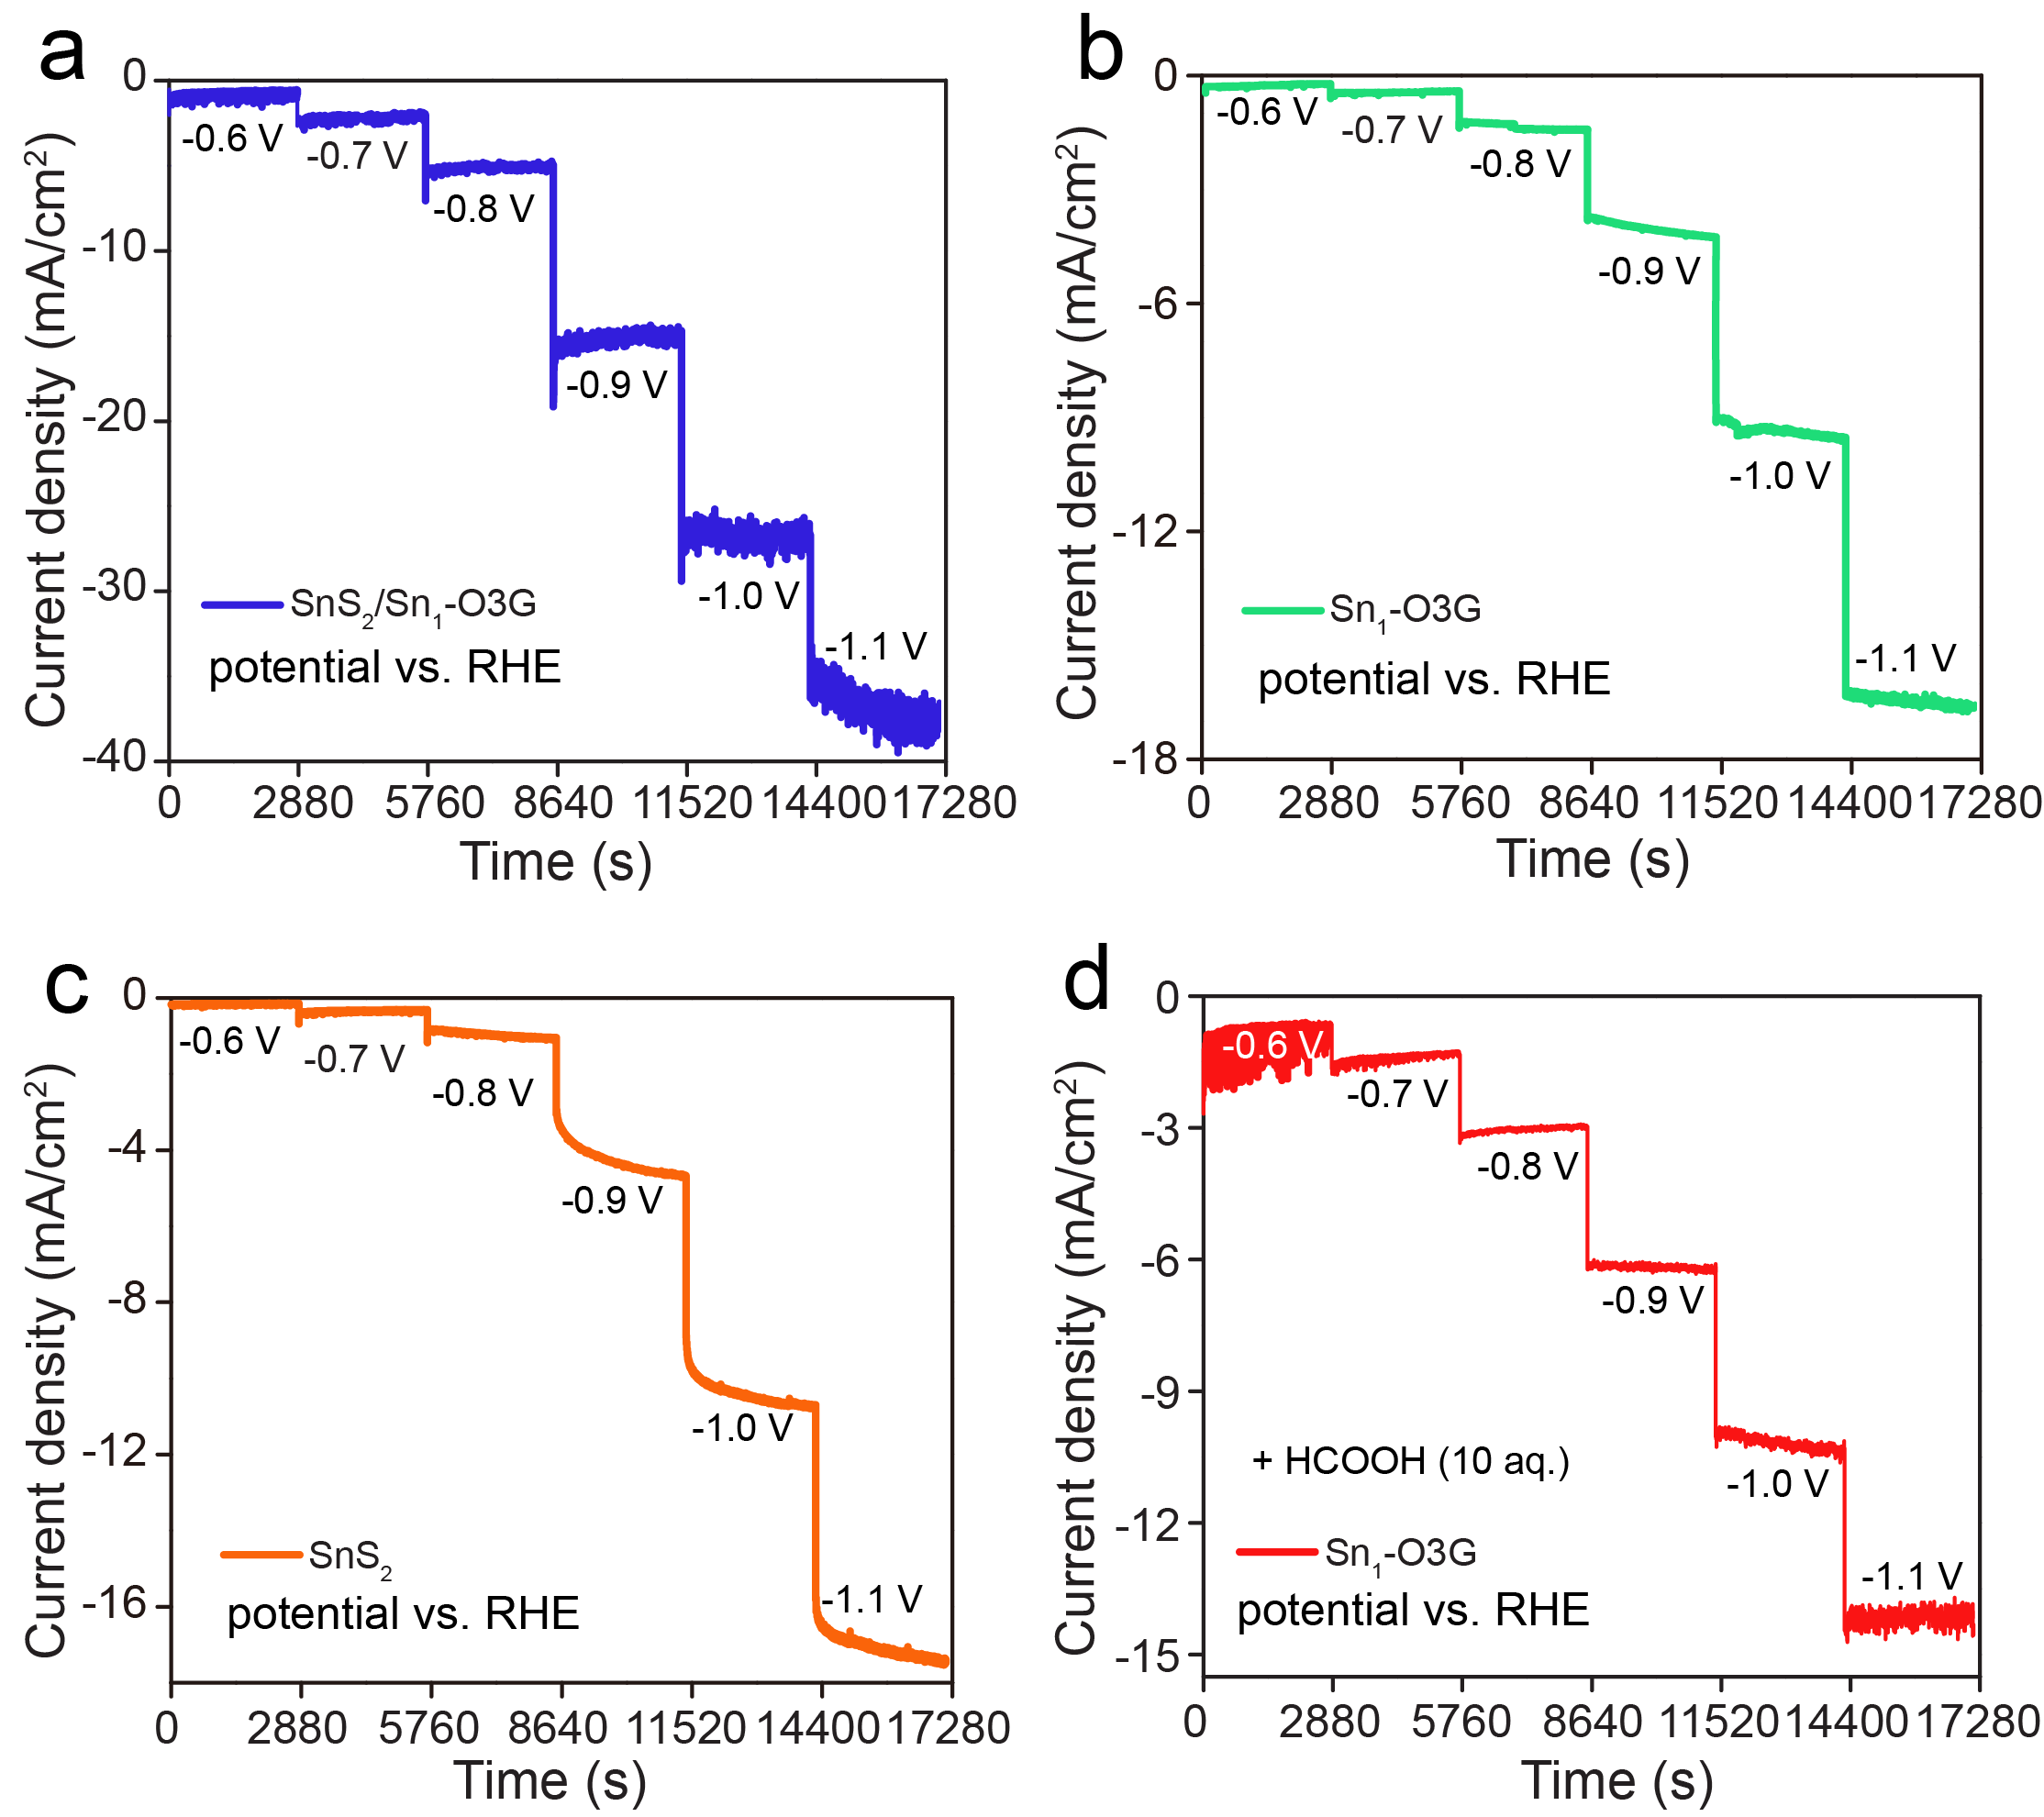 a
0
-10
-20
-30
-40
Current density (mA/cm²)
-0.6 V
-0.7 V
-0.8 V
-0.9 V
-1.0 V
-1.1 V
SnS₂/Sn₁-O3G
potential vs. RHE
0 2880 5760 8640 11520 14400 17280
Time (s)
b
0
-6
-12
-18
Current density (mA/cm²)
-0.6 V
-0.7 V
-0.8 V
-0.9 V
-1.0 V
-1.1 V
Sn₁-O3G
potential vs. RHE
0 2880 5760 8640 11520 14400 17280
Time (s)
c
0
-4
-8
-12
-16
Current density (mA/cm²)
-0.6 V
-0.7 V
-0.8 V
-0.9 V
-1.0 V
-1.1 V
SnS₂
potential vs. RHE
0 2880 5760 8640 11520 14400 17280
Time (s)
d
0
-3
-6
-9
-12
-15
Current density (mA/cm²)
-0.6 V
-0.7 V
-0.8 V
-0.9 V
-1.0 V
-1.1 V
+ HCOOH (10 aq.)
Sn₁-O3G
potential vs. RHE
0 2880 5760 8640 11520 14400 17280
Time (s)